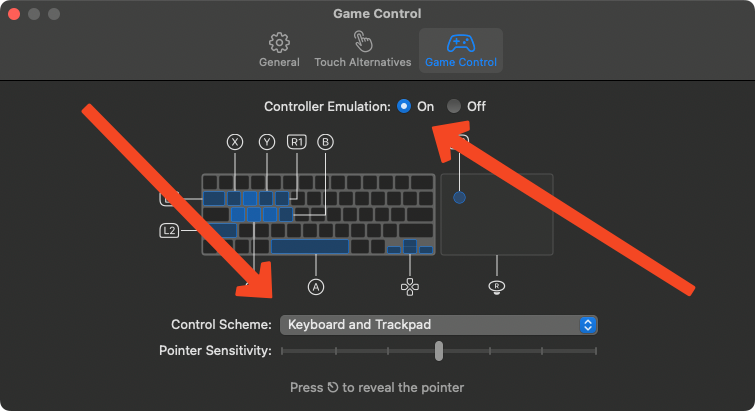 Game Control
General
Touch Alternatives
Game Control
Controller Emulation: On Off
X Y R1 B
L2
A
R
Control Scheme: Keyboard and Trackpad
Pointer Sensitivity:
Press ⎋ to reveal the pointer